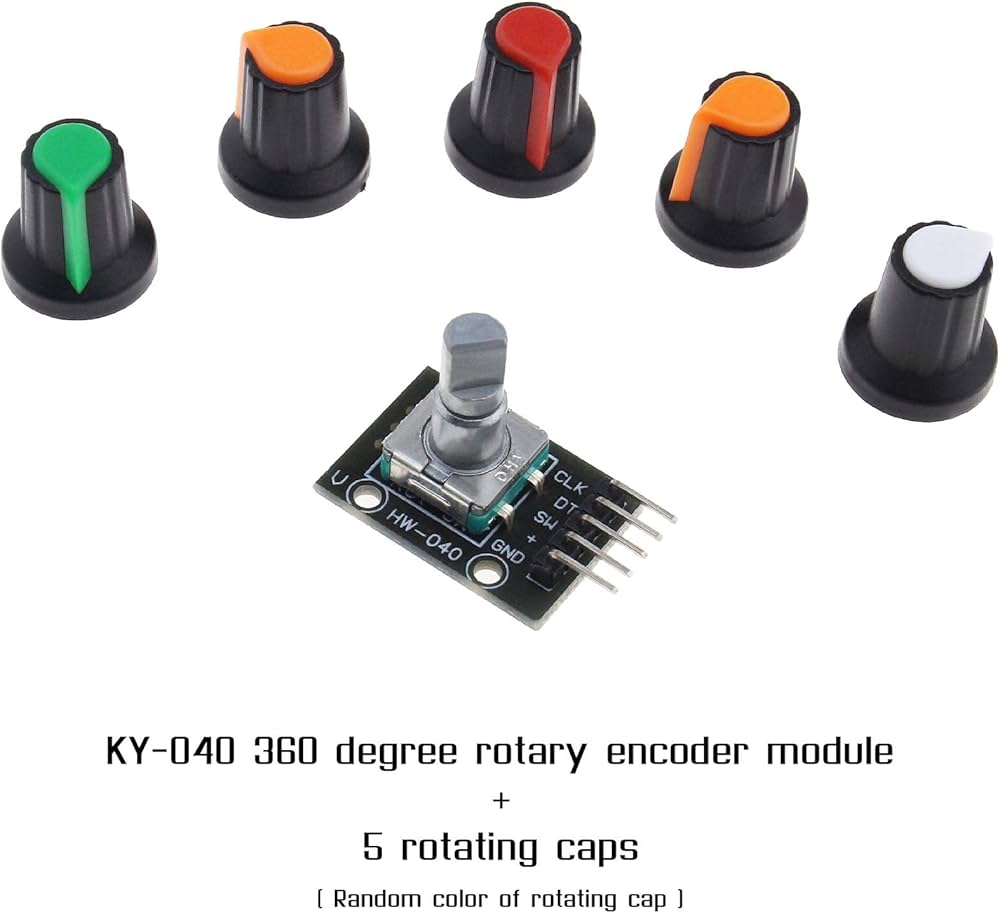 CLK
DT
SW
+
GND
HW-040
KY-040 360 degree rotary encoder module
+
5 rotating caps
( Random color of rotating cap )